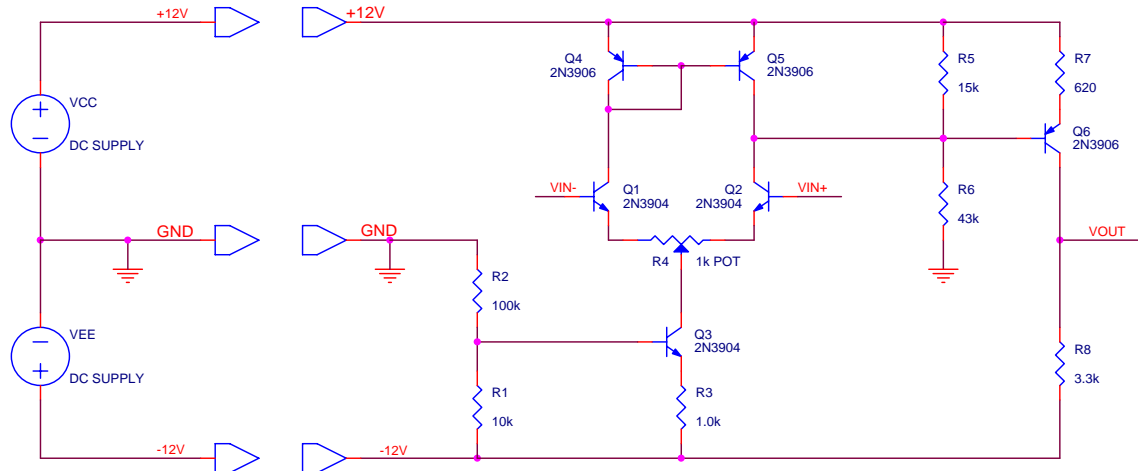 +12V
+12V
Q4
2N3906
Q5
2N3906
R5
15k
R7
620
VCC
+
−
DC SUPPLY
Q6
2N3906
VIN-
Q1
2N3904
Q2
2N3904
VIN+
R6
43k
GND
GND
VOUT
R4
1k POT
R2
100k
VEE
−
+
DC SUPPLY
Q3
2N3904
R8
3.3k
R1
10k
R3
1.0k
-12V
-12V